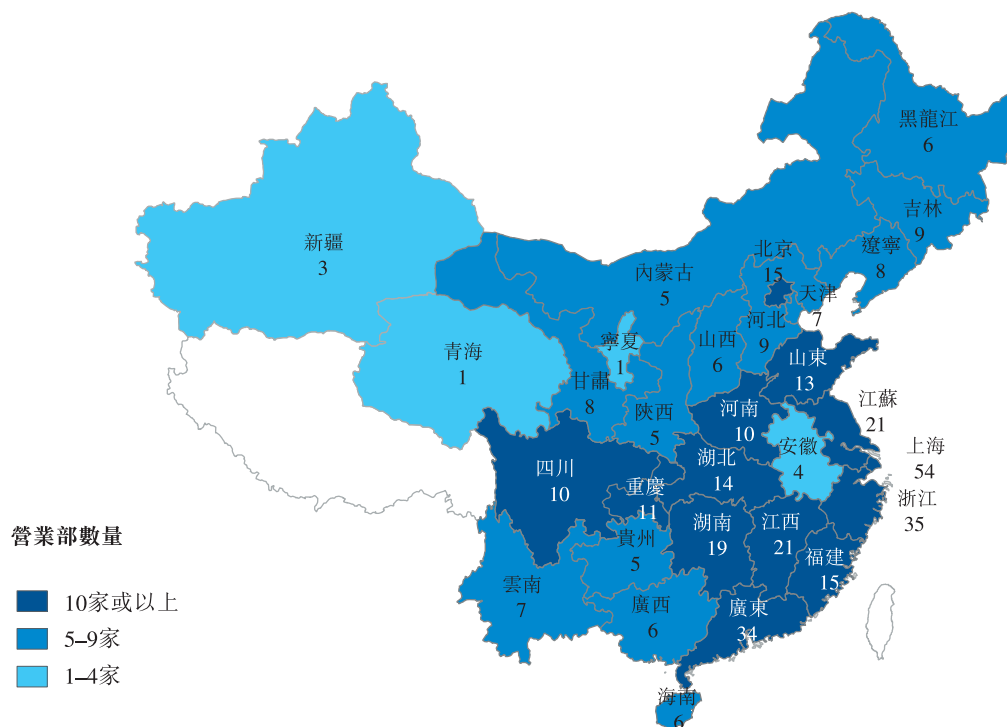 黑龍江
6
吉林
9
遼寧
8
新疆
3
北京
15
內蒙古
5
天津
7
河北
9
山西
6
寧夏
1
青海
1
山東
13
甘肅
8
陝西
5
河南
10
江蘇
21
上海
54
安徽
4
湖北
14
四川
10
重慶
11
浙江
35
湖南
19
江西
21
貴州
5
福建
15
雲南
7
廣西
6
廣東
34
海南
6
營業部數量
10家或以上
5–9家
1–4家